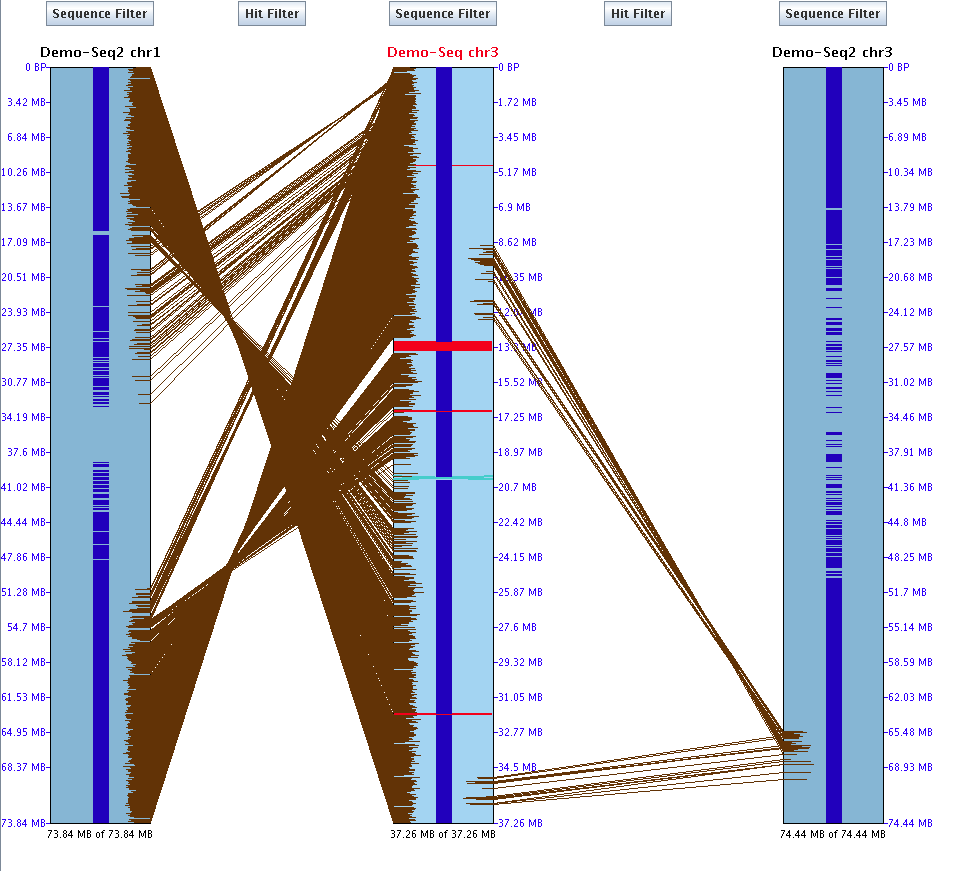 Sequence Filter Hit Filter Sequence Filter Hit Filter Sequence Filter
Demo-Seq2 chr1 Demo-Seq chr3 Demo-Seq2 chr3
0 BP 0 BP 0 BP
3.42 MB 1.72 MB 3.45 MB
6.84 MB 3.45 MB 6.89 MB
10.26 MB 5.17 MB 10.34 MB
13.67 MB 6.9 MB 13.79 MB
17.09 MB 8.62 MB 17.23 MB
20.51 MB MB 20.68 MB
23.93 MB MB 24.12 MB
27.35 MB MB 27.57 MB
30.77 MB 15.52 MB 31.02 MB
34.19 MB 17.25 MB 34.46 MB
37.6 MB 18.97 MB 37.91 MB
41.02 MB 20.7 MB 41.36 MB
44.44 MB 22.42 MB 44.8 MB
47.86 MB 24.15 MB 48.25 MB
51.28 MB 25.87 MB 51.7 MB
54.7 MB 27.6 MB 55.14 MB
58.12 MB 29.32 MB 58.59 MB
61.53 MB 31.05 MB 62.03 MB
64.95 MB 32.77 MB 65.48 MB
68.37 MB 34.5 MB 68.93 MB
73.84 MB 37.26 MB 74.44 MB
73.84 MB of 73.84 MB 37.26 MB of 37.26 MB 74.44 MB of 74.44 MB